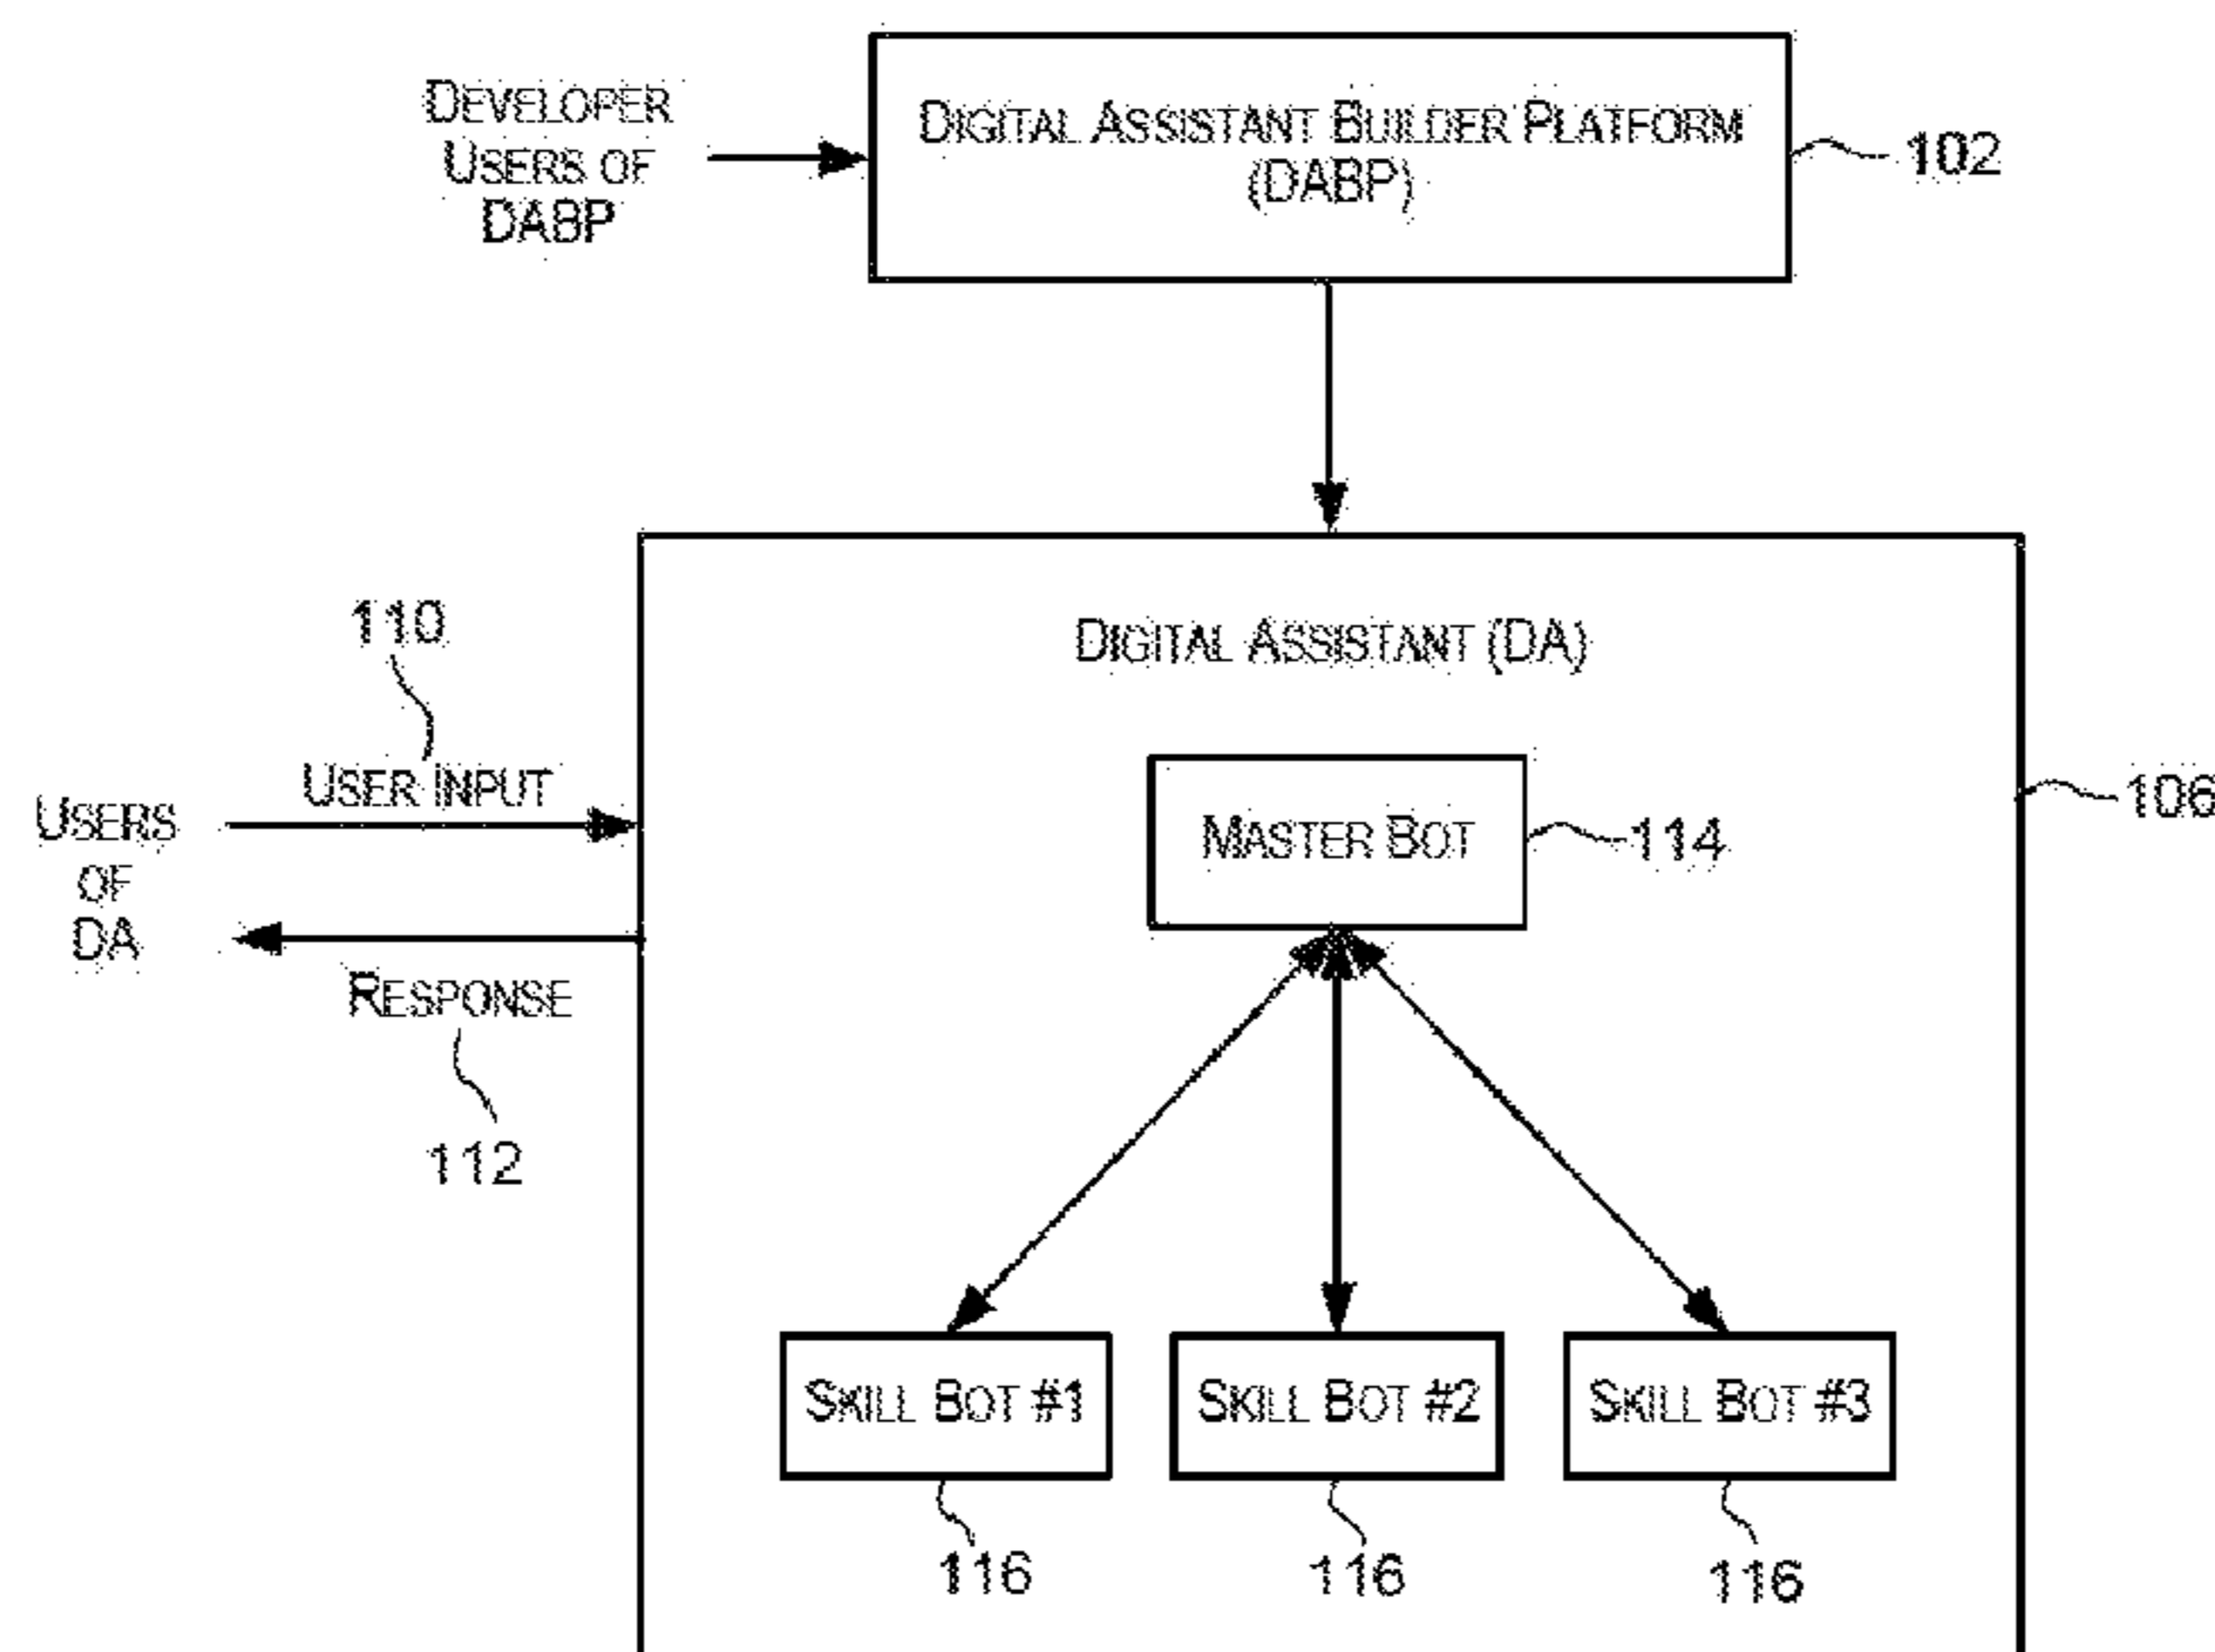 DEVELOPER
USERS OF
DABP
DIGITAL ASSISTANT BUILDER PLATFORM
(DABP)
102
DIGITAL ASSISTANT (DA)
110
USER INPUT
USERS
OF
DA
RESPONSE
112
MASTER BOT
114
106
SKILL BOT #1
SKILL BOT #2
SKILL BOT #3
116
116
116